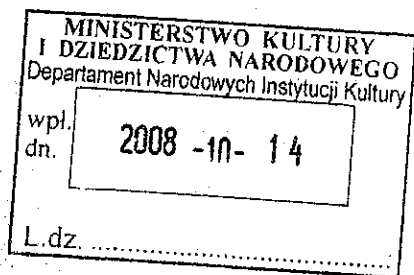 MINISTERSTWO KULTURY
I DZIEDZICTWA NARODOWEGO
Departament Narodowych Instytucji Kultury
wpł.
dn.
2008 -10- 14
L.dz. ..........................................